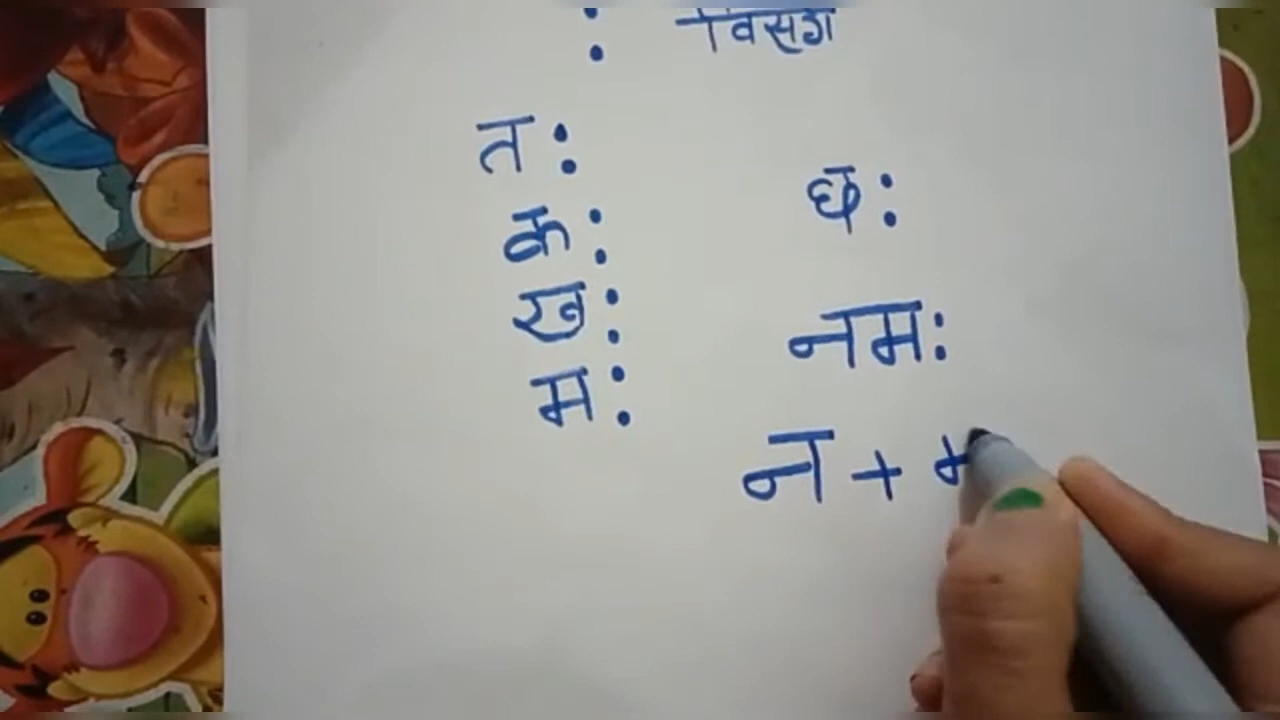 : विसर्ग
तः
कः
छः
खः
नमः
मः
न + म